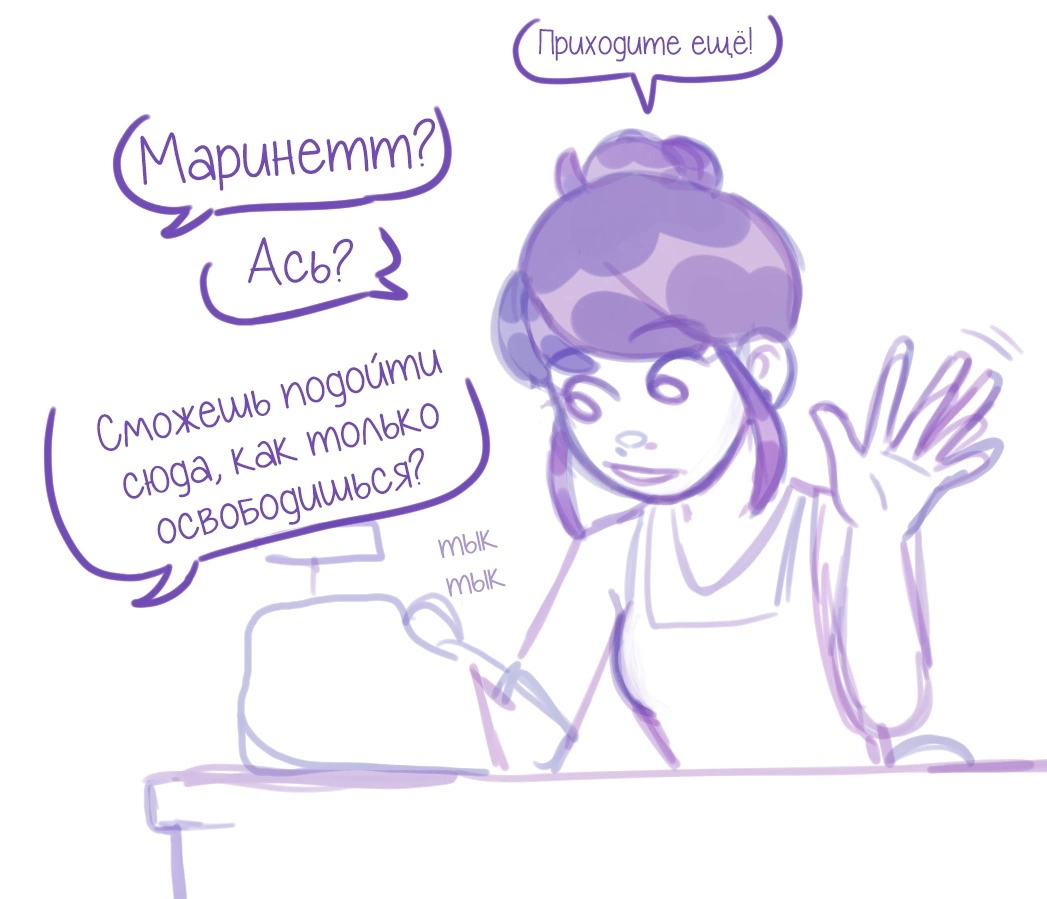 Приходите ещё!
Маринетт?
Ась?
Сможешь подойти
сюда, как только
освободишься?
тык
тык